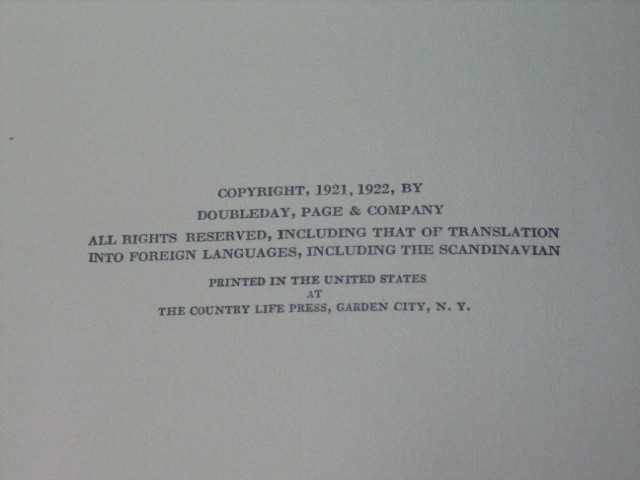 COPYRIGHT, 1921, 1922, BY
DOUBLEDAY, PAGE & COMPANY
ALL RIGHTS RESERVED, INCLUDING THAT OF TRANSLATION
INTO FOREIGN LANGUAGES, INCLUDING THE SCANDINAVIAN
PRINTED IN THE UNITED STATES
AT
THE COUNTRY LIFE PRESS, GARDEN CITY, N. Y.